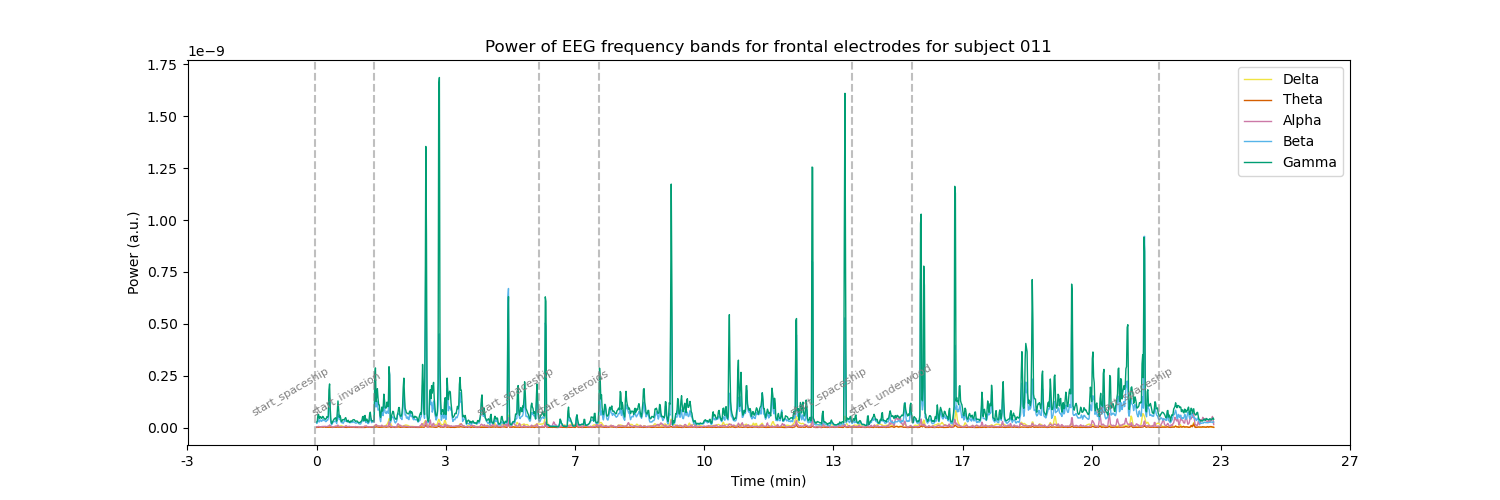 Power of EEG frequency bands for frontal electrodes for subject 011
1e−9
1.75
1.50
1.25
1.00
0.75
0.50
0.25
0.00
Power (a.u.)
Delta
Theta
Alpha
Beta
Gamma
start_spaceship
start_invasion
start_spaceship
start_asteroids
start_spaceship
start_underwood
start_spaceship
-3
0
3
7
10
13
17
20
23
27
Time (min)